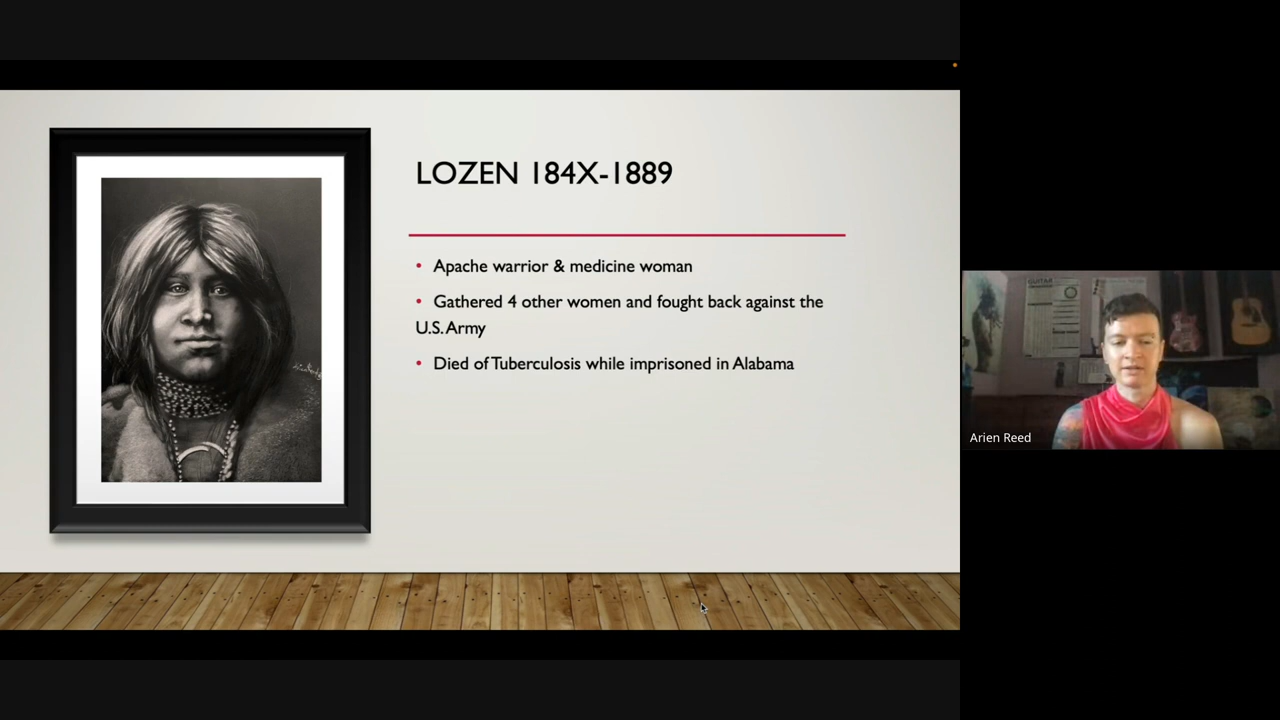 LOZEN 184X-1889
• Apache warrior & medicine woman
• Gathered 4 other women and fought back against the
U.S. Army
• Died of Tuberculosis while imprisoned in Alabama
GUITAR
Arien Reed